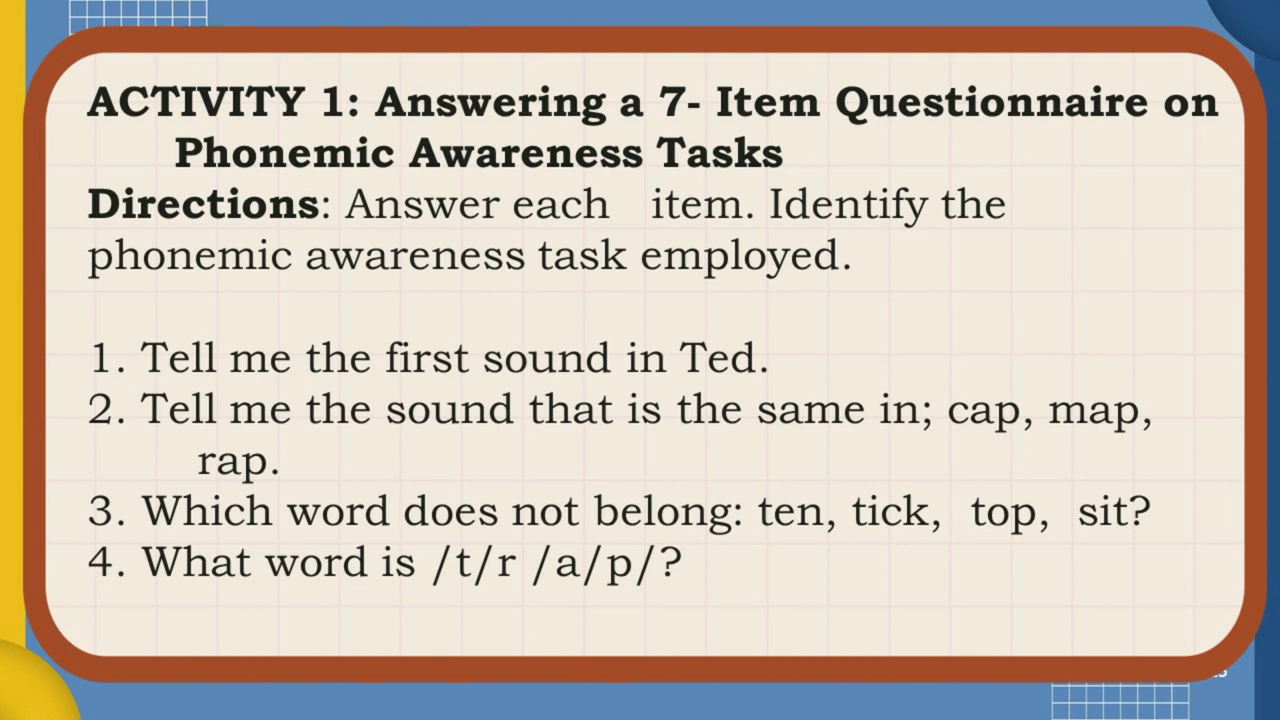 ACTIVITY 1: Answering a 7- Item Questionnaire on
Phonemic Awareness Tasks
Directions: Answer each item. Identify the
phonemic awareness task employed.
1. Tell me the first sound in Ted.
2. Tell me the sound that is the same in; cap, map,
rap.
3. Which word does not belong: ten, tick, top, sit?
4. What word is /t/r /a/p/?